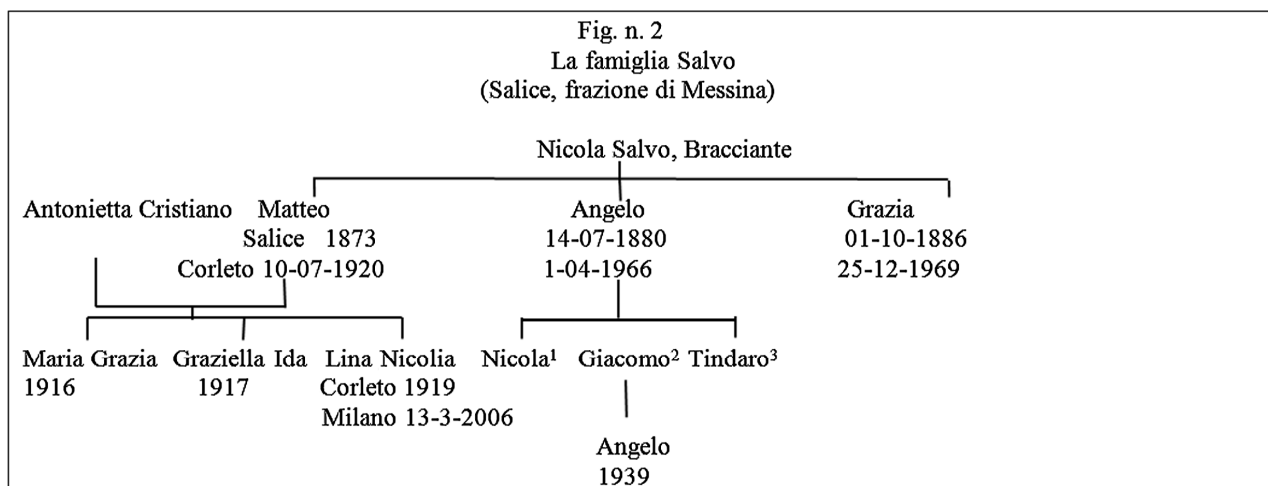 Fig. n. 2
La famiglia Salvo
(Salice, frazione di Messina)
Nicola Salvo, Bracciante
Antonietta Cristiano Matteo Angelo Grazia
Salice 1873 14-07-1880 01-10-1886
Corleto 10-07-1920 1-04-1966 25-12-1969
Maria Grazia Graziella Ida Lina Nicolia Nicola¹ Giacomo² Tindaro³
1916 1917 Corleto 1919
Milano 13-3-2006
Angelo
1939